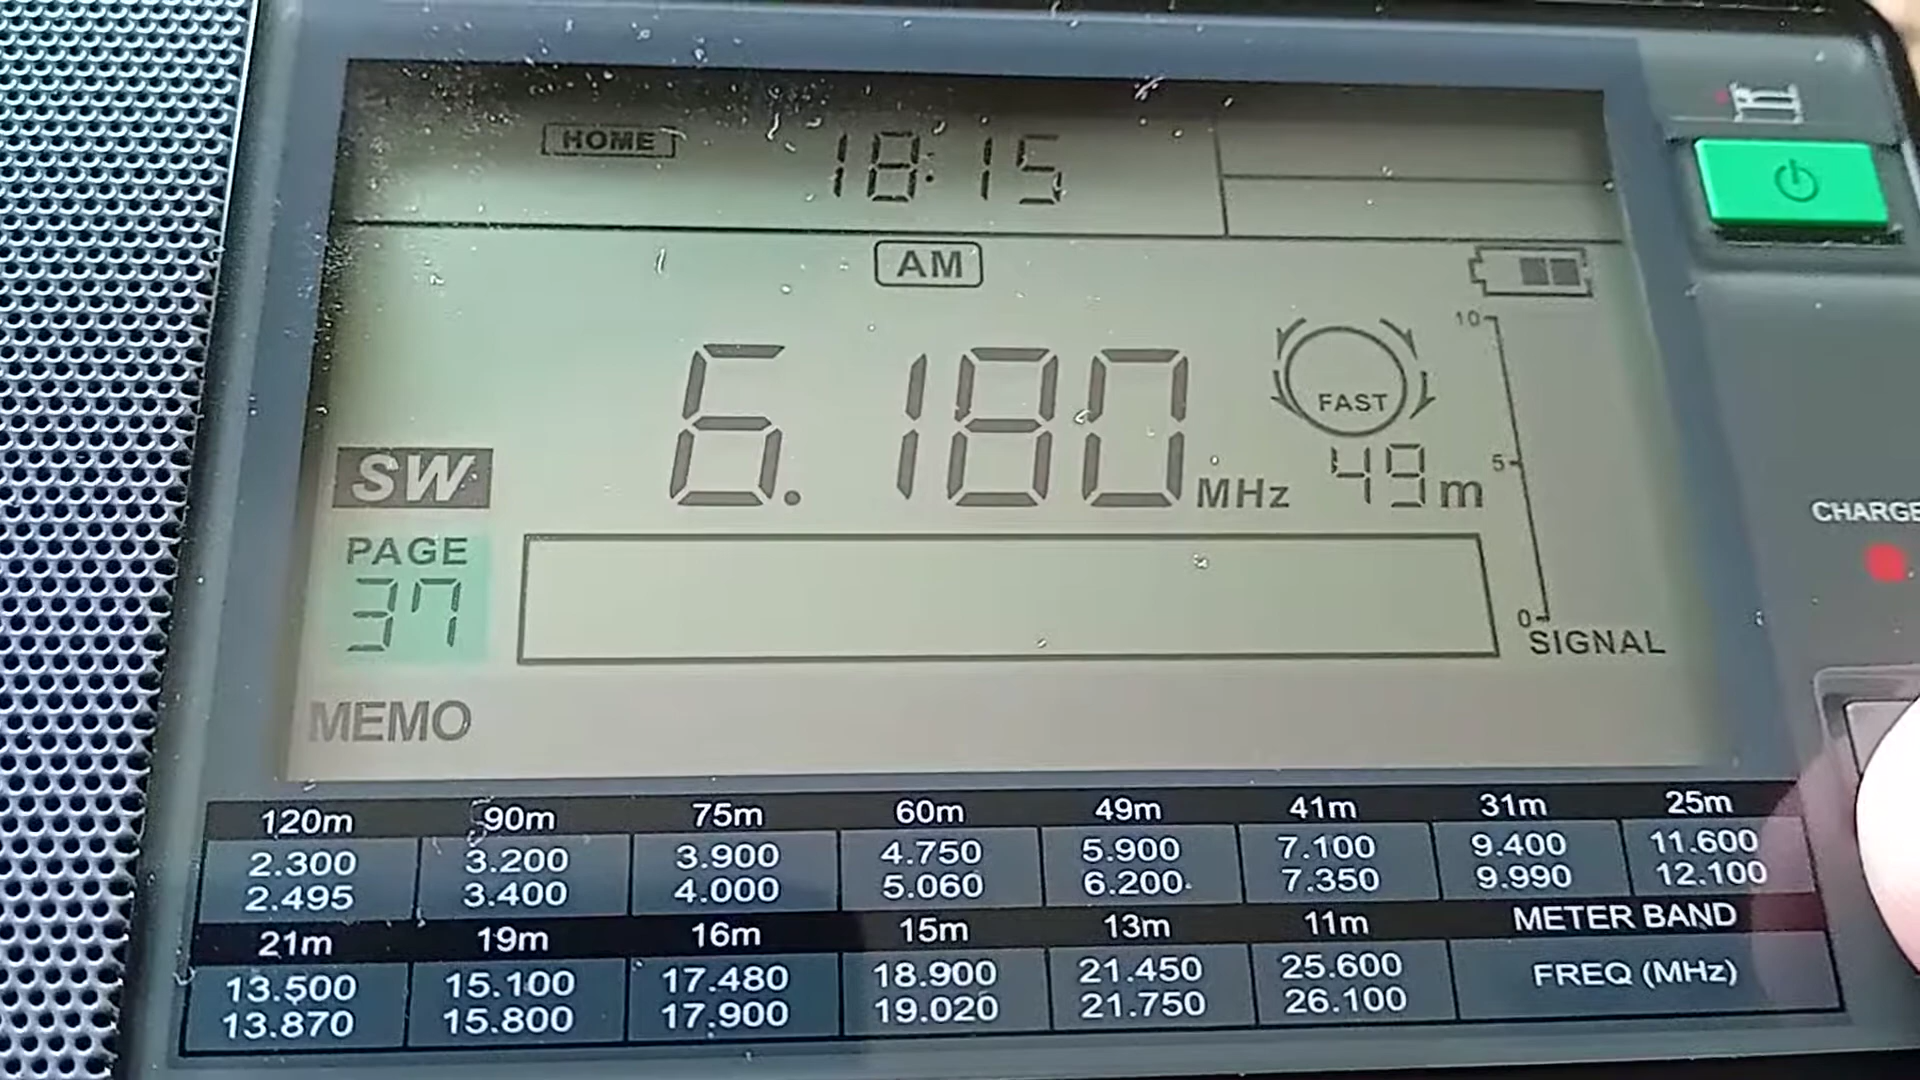 HOME 18:15
AM
10
6.180 MHz
FAST
49 m
5
SW
PAGE
37
0
SIGNAL
MEMO
CHARGE
120m 90m 75m 60m 49m 41m 31m 25m
2.300 3.200 3.900 4.750 5.900 7.100 9.400 11.600
2.495 3.400 4.000 5.060 6.200 7.350 9.990 12.100
21m 19m 16m 15m 13m 11m METER BAND
13.500 15.100 17.480 18.900 21.450 25.600 FREQ (MHz)
13.870 15.800 17.900 19.020 21.750 26.100